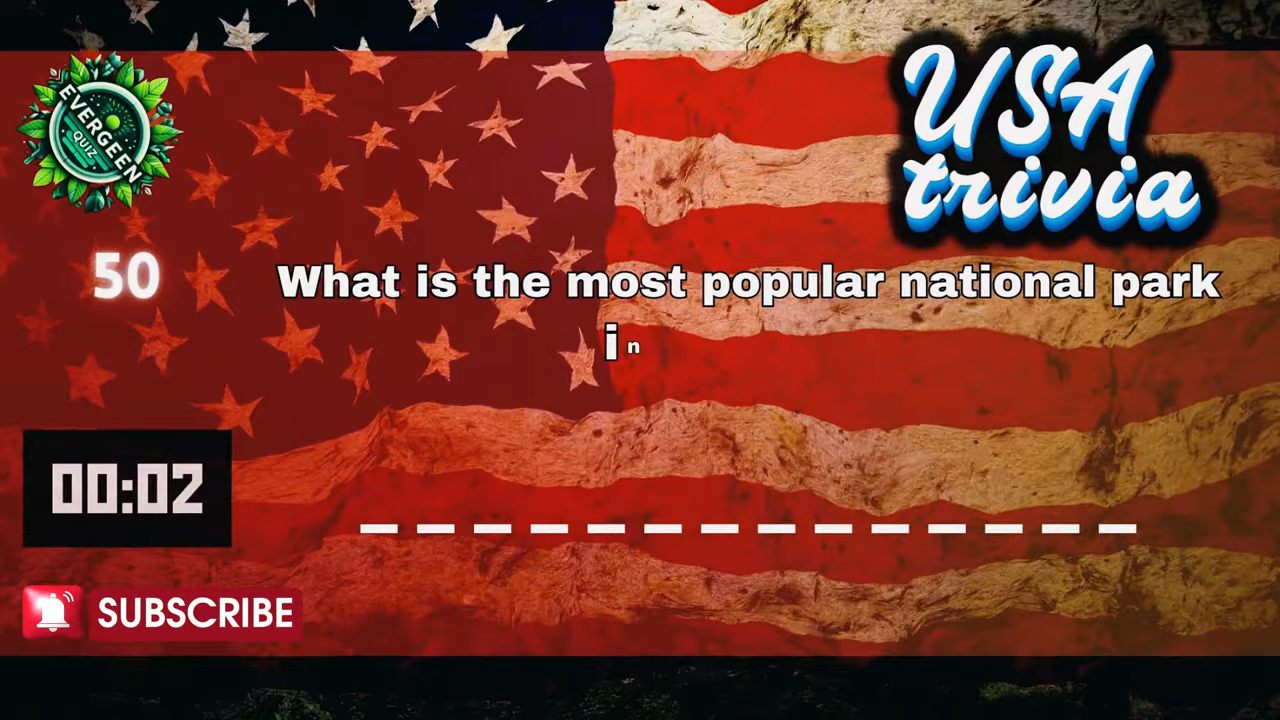 EVERGEEN
QUIZ
USA
trivia
50
What is the most popular national park
in
00:02
_ _ _ _ _ _ _ _ _ _ _ _ _ _
SUBSCRIBE